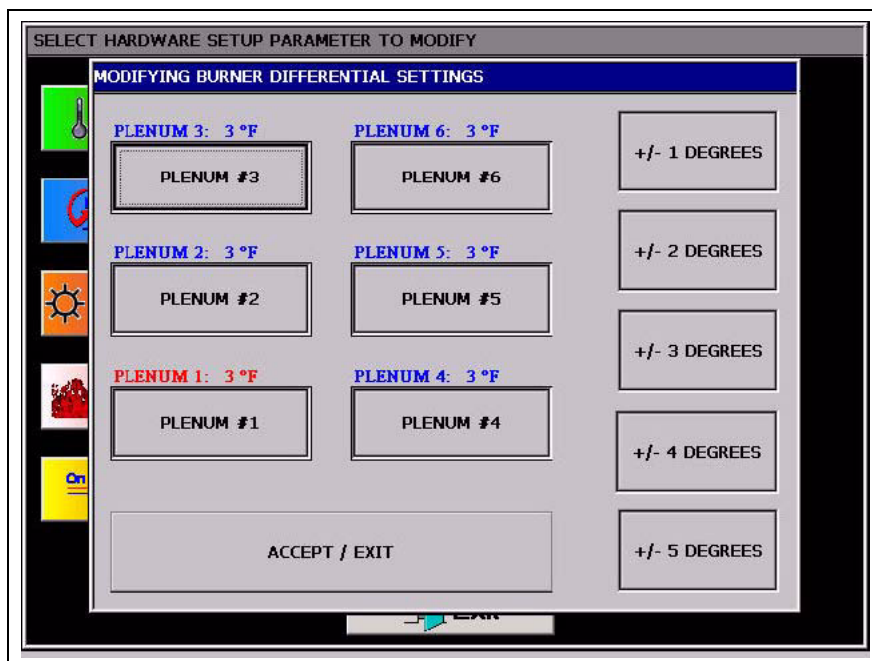 SELECT HARDWARE SETUP PARAMETER TO MODIFY
MODIFYING BURNER DIFFERENTIAL SETTINGS
PLENUM 3: 3 °F
PLENUM #3
PLENUM 6: 3 °F
PLENUM #6
+/- 1 DEGREES
PLENUM 2: 3 °F
PLENUM #2
PLENUM 5: 3 °F
PLENUM #5
+/- 2 DEGREES
+/- 3 DEGREES
PLENUM 1: 3 °F
PLENUM #1
PLENUM 4: 3 °F
PLENUM #4
+/- 4 DEGREES
On
ACCEPT / EXIT
+/- 5 DEGREES